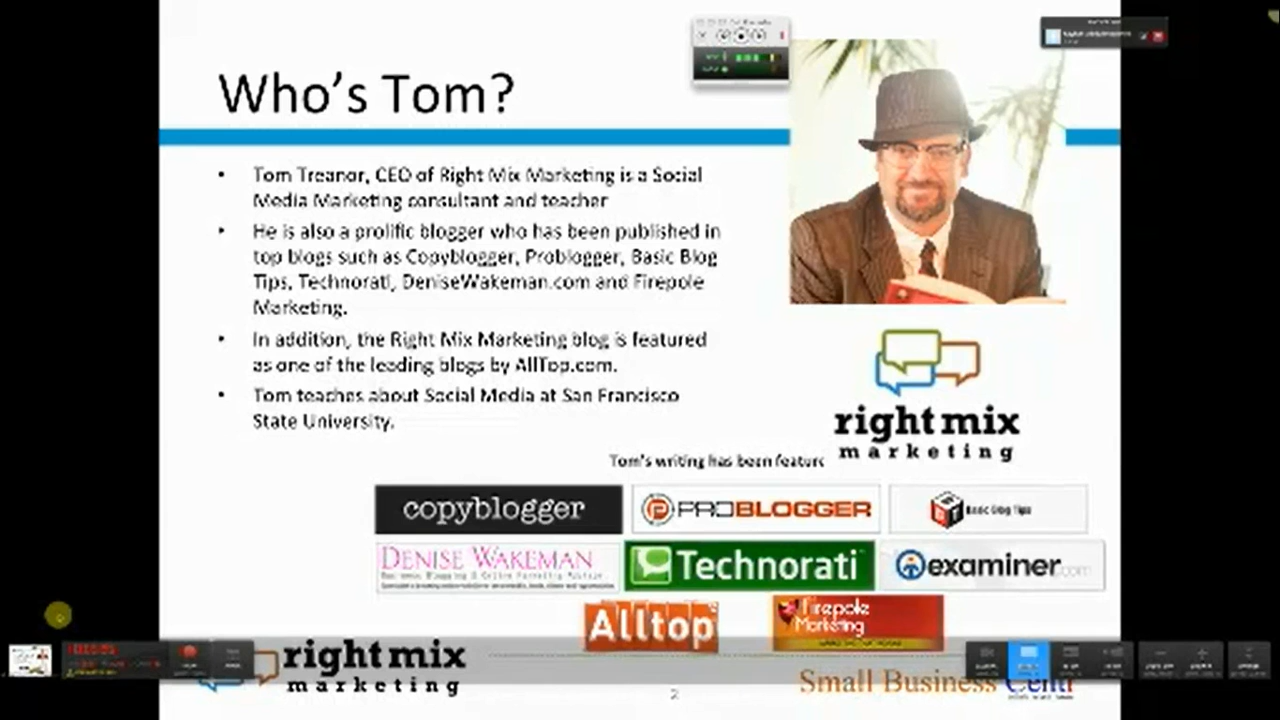 Who's Tom?
Tom Treanor, CEO of Right Mix Marketing is a Social
Media Marketing consultant and teacher
He is also a prolific blogger who has been published in
top blogs such as Copyblogger, Problogger, Basic Blog
Tips, Technorati, DeniseWakeman.com and Firepole
Marketing.
In addition, the Right Mix Marketing blog is featured
as one of the leading blogs by AllTop.com.
Tom teaches about Social Media at San Francisco
State University.
right mix
marketing
Tom's writing has been feature
copyblogger
PROBLOGGER
Basic Blog Tips
DENISE WAKEMAN
Technorati
examiner.com
Alltop
Firepole
Marketing
right mix
marketing
2
Small Business Cent